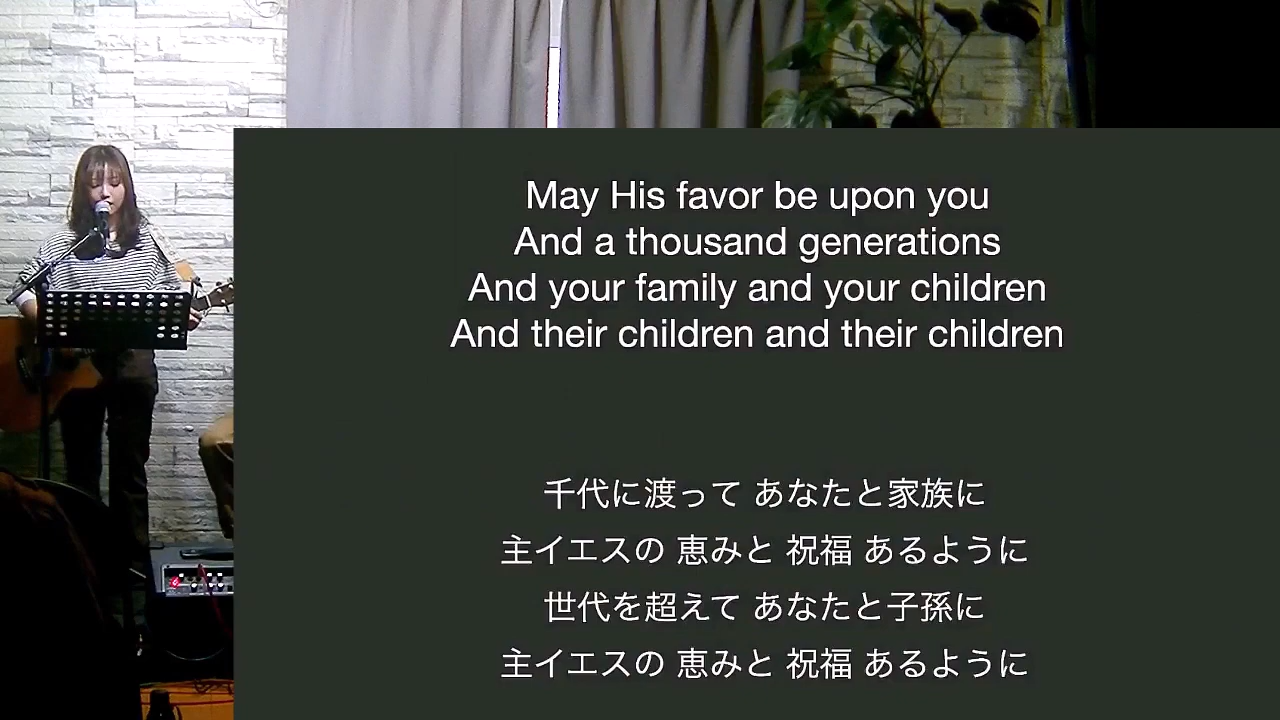 May His favor be upon you
And a thousand generations
And your family and your children
And their children and their children
千代に渡って あなたと家族に
主イエスの 恵みと 祝福 あるように
世代を超えて あなたと子孫に
主イエスの 恵みと 祝福 あるように